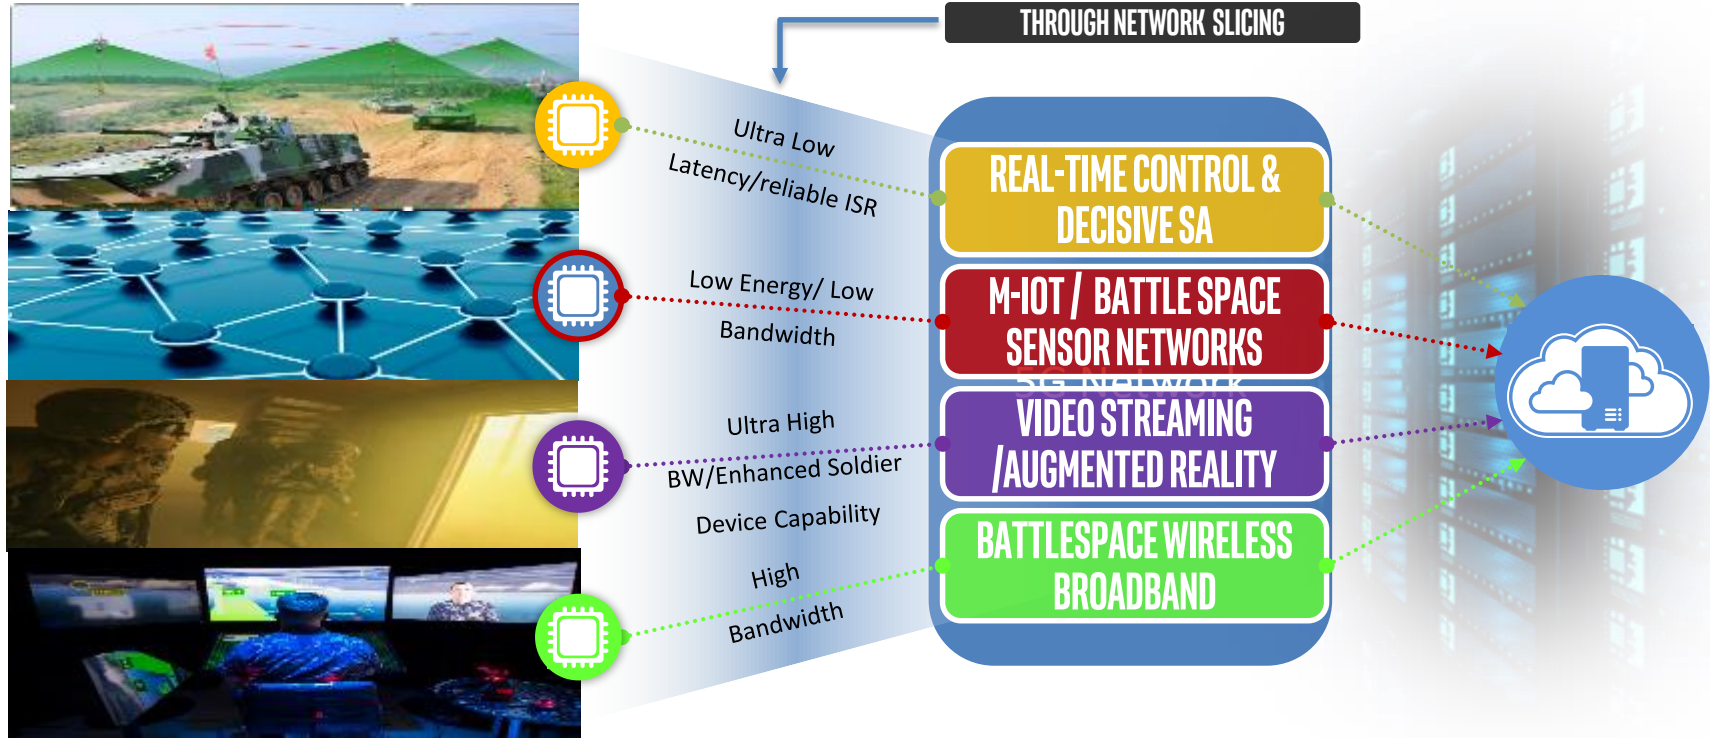 THROUGH NETWORK SLICING
Ultra Low
Latency/reliable ISR
REAL-TIME CONTROL &
DECISIVE SA
Low Energy/ Low
Bandwidth
M-IOT / BATTLE SPACE
SENSOR NETWORKS
5G Network
Ultra High
BW/Enhanced Soldier
Device Capability
VIDEO STREAMING
/AUGMENTED REALITY
High
Bandwidth
BATTLESPACE WIRELESS
BROADBAND